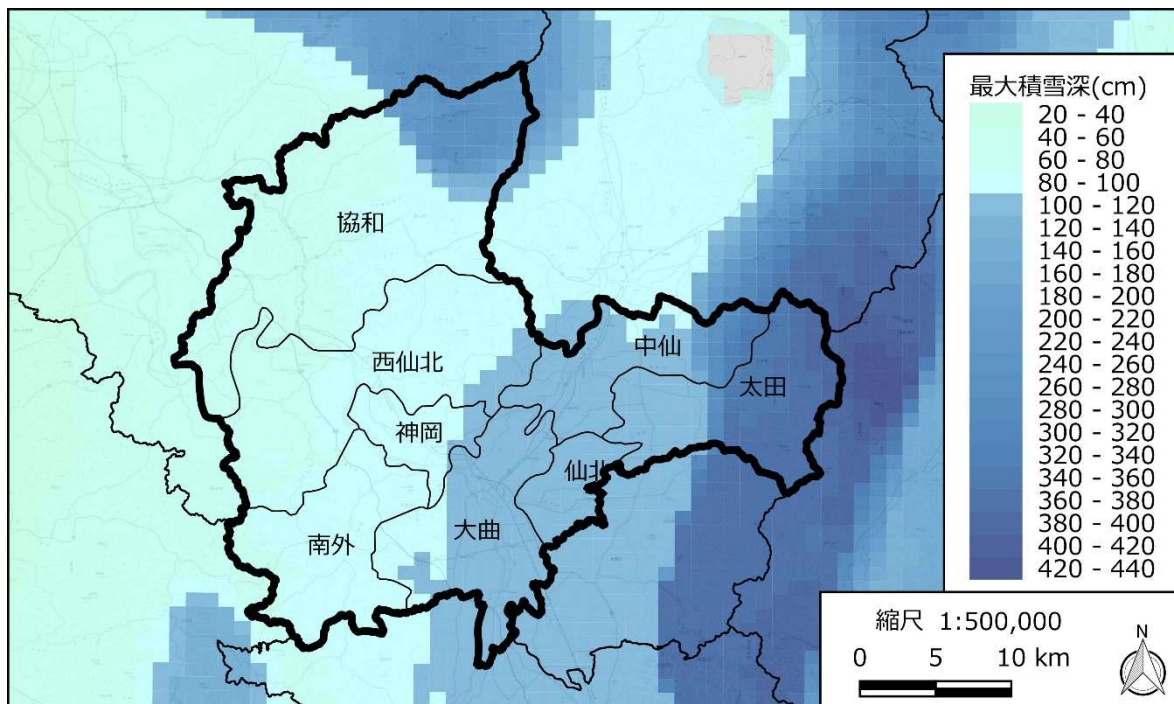 協和
西仙北
中仙
太田
神岡
仙北
大曲
南外
最大積雪深(cm)
20 - 40
40 - 60
60 - 80
80 - 100
100 - 120
120 - 140
140 - 160
160 - 180
180 - 200
200 - 220
220 - 240
240 - 260
260 - 280
280 - 300
300 - 320
320 - 340
340 - 360
360 - 380
380 - 400
400 - 420
420 - 440
縮尺 1:500,000
0 5 10 km
N